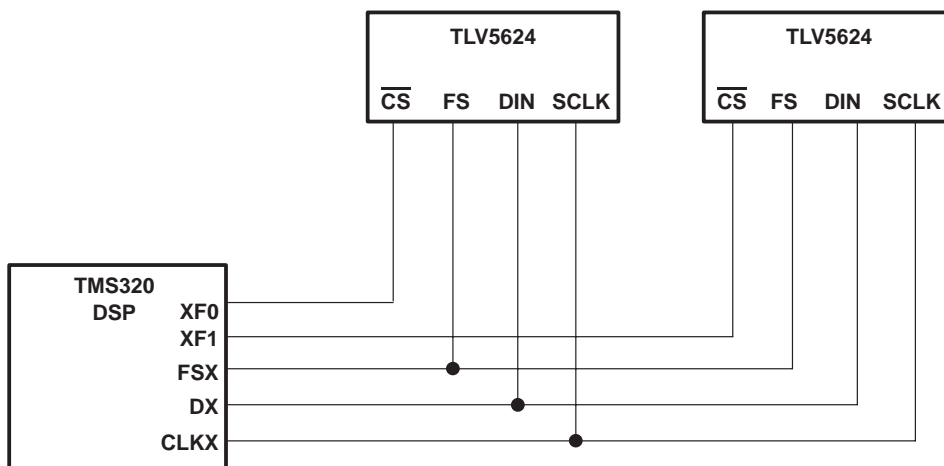 TLV5624
TLV5624
CS FS DIN SCLK
CS FS DIN SCLK
TMS320
DSP
XF0
XF1
FSX
DX
CLKX